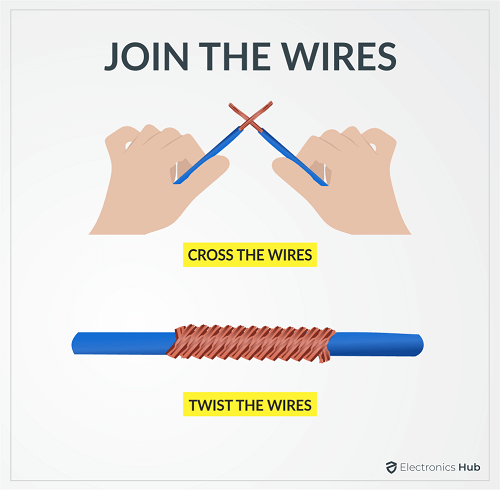 JOIN THE WIRES
CROSS THE WIRES
TWIST THE WIRES
Electronics Hub